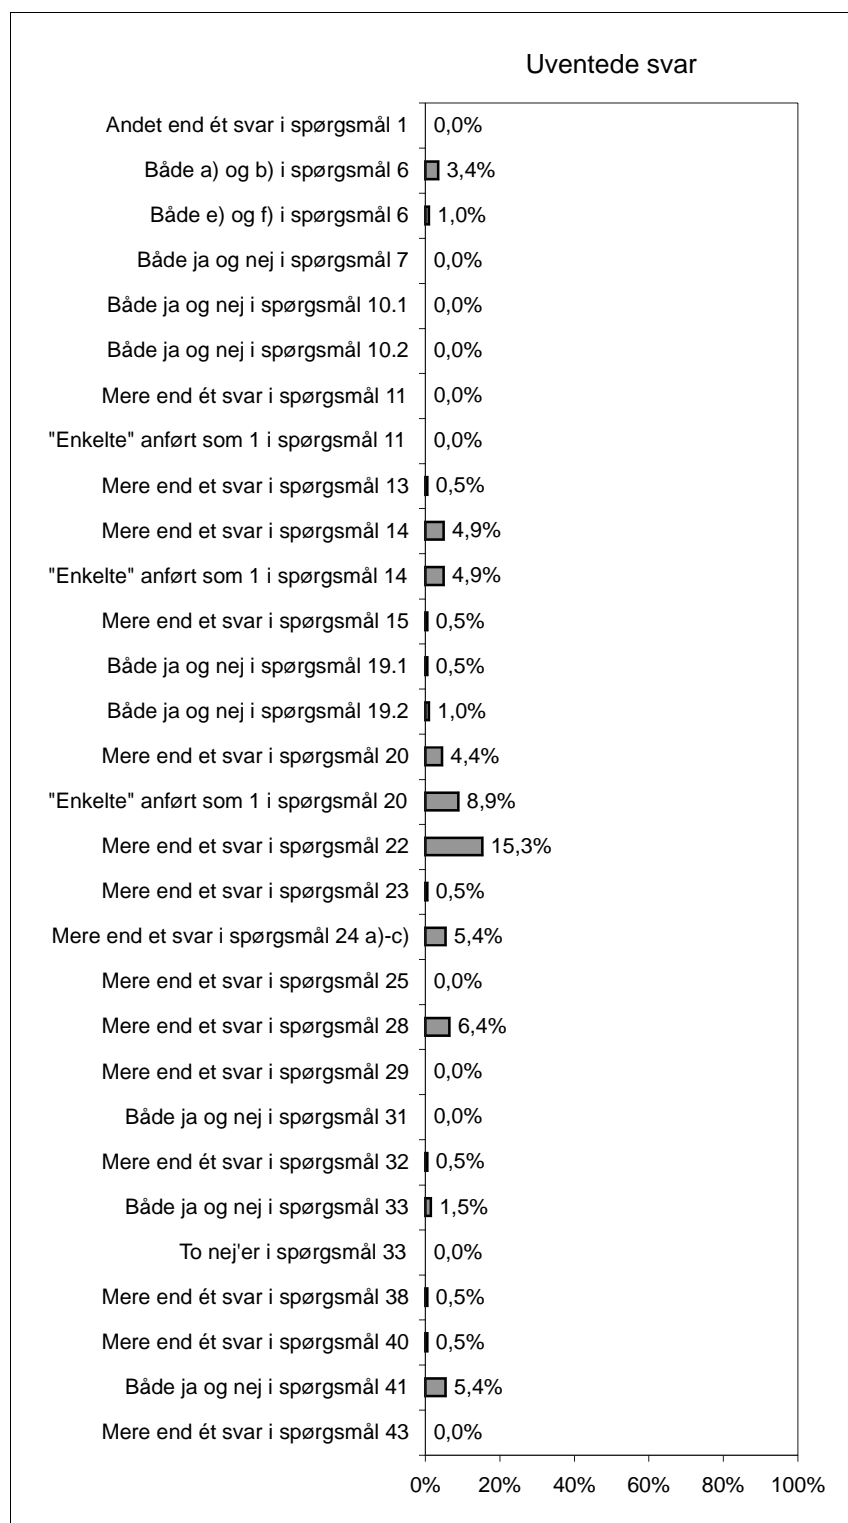 Uventede svar
Andet end ét svar i spørgsmål 1 0,0%
Både a) og b) i spørgsmål 6 3,4%
Både e) og f) i spørgsmål 6 1,0%
Både ja og nej i spørgsmål 7 0,0%
Både ja og nej i spørgsmål 10.1 0,0%
Både ja og nej i spørgsmål 10.2 0,0%
Mere end ét svar i spørgsmål 11 0,0%
"Enkelte" anført som 1 i spørgsmål 11 0,0%
Mere end et svar i spørgsmål 13 0,5%
Mere end et svar i spørgsmål 14 4,9%
"Enkelte" anført som 1 i spørgsmål 14 4,9%
Mere end et svar i spørgsmål 15 0,5%
Både ja og nej i spørgsmål 19.1 0,5%
Både ja og nej i spørgsmål 19.2 1,0%
Mere end et svar i spørgsmål 20 4,4%
"Enkelte" anført som 1 i spørgsmål 20 8,9%
Mere end et svar i spørgsmål 22 15,3%
Mere end et svar i spørgsmål 23 0,5%
Mere end et svar i spørgsmål 24 a)-c) 5,4%
Mere end et svar i spørgsmål 25 0,0%
Mere end et svar i spørgsmål 28 6,4%
Mere end et svar i spørgsmål 29 0,0%
Både ja og nej i spørgsmål 31 0,0%
Mere end ét svar i spørgsmål 32 0,5%
Både ja og nej i spørgsmål 33 1,5%
To nej'er i spørgsmål 33 0,0%
Mere end ét svar i spørgsmål 38 0,5%
Mere end ét svar i spørgsmål 40 0,5%
Både ja og nej i spørgsmål 41 5,4%
Mere end ét svar i spørgsmål 43 0,0%
0% 20% 40% 60% 80% 100%